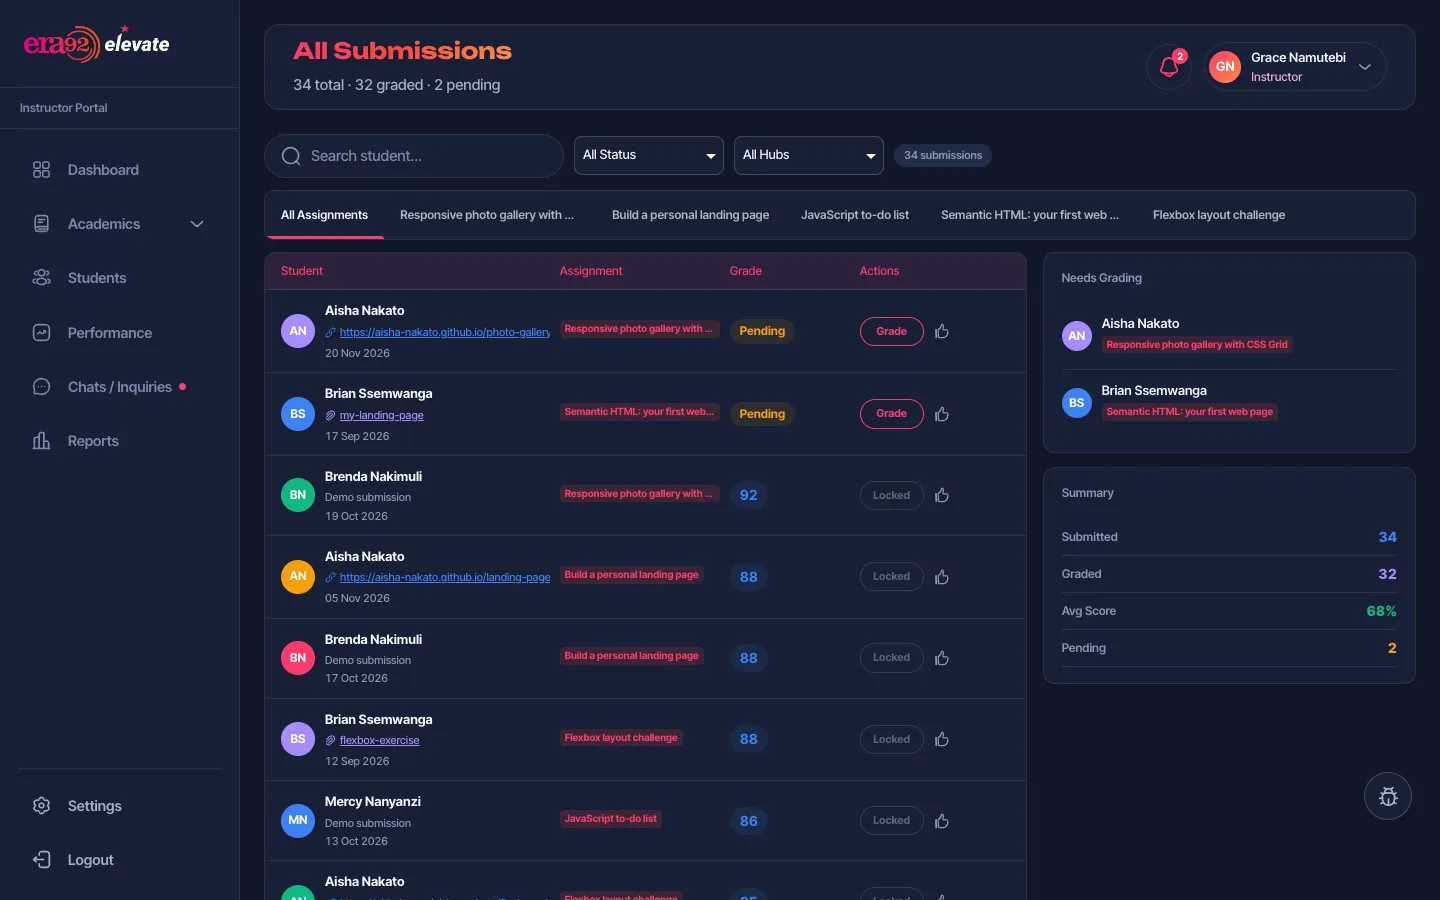 era92 elevate
Instructor Portal
Dashboard
Academics
Students
Performance
Chats / Inquiries
Reports
Settings
Logout
All Submissions
34 total · 32 graded · 2 pending
2
GN
Grace Namutebi
Instructor
Search student...
All Status
All Hubs
34 submissions
All Assignments
Responsive photo gallery with ...
Build a personal landing page
JavaScript to-do list
Semantic HTML: your first web ...
Flexbox layout challenge
Student Assignment Grade Actions
AN
Aisha Nakato
https://aisha-nakato.github.io/photo-gallery
20 Nov 2026
Responsive photo gallery with ...
Pending
Grade
BS
Brian Ssemwanga
my-landing-page
17 Sep 2026
Semantic HTML: your first web...
Pending
Grade
BN
Brenda Nakimuli
Demo submission
19 Oct 2026
Responsive photo gallery with ...
92
Locked
AN
Aisha Nakato
https://aisha-nakato.github.io/landing-page
05 Nov 2026
Build a personal landing page
88
Locked
BN
Brenda Nakimuli
Demo submission
17 Oct 2026
Build a personal landing page
88
Locked
BS
Brian Ssemwanga
flexbox-exercise
12 Sep 2026
Flexbox layout challenge
88
Locked
MN
Mercy Nanyanzi
Demo submission
13 Oct 2026
JavaScript to-do list
86
Locked
Aisha Nakato
Flexbox layout challenge
Locked
Needs Grading
AN
Aisha Nakato
Responsive photo gallery with CSS Grid
BS
Brian Ssemwanga
Semantic HTML: your first web page
Summary
Submitted 34
Graded 32
Avg Score 68%
Pending 2